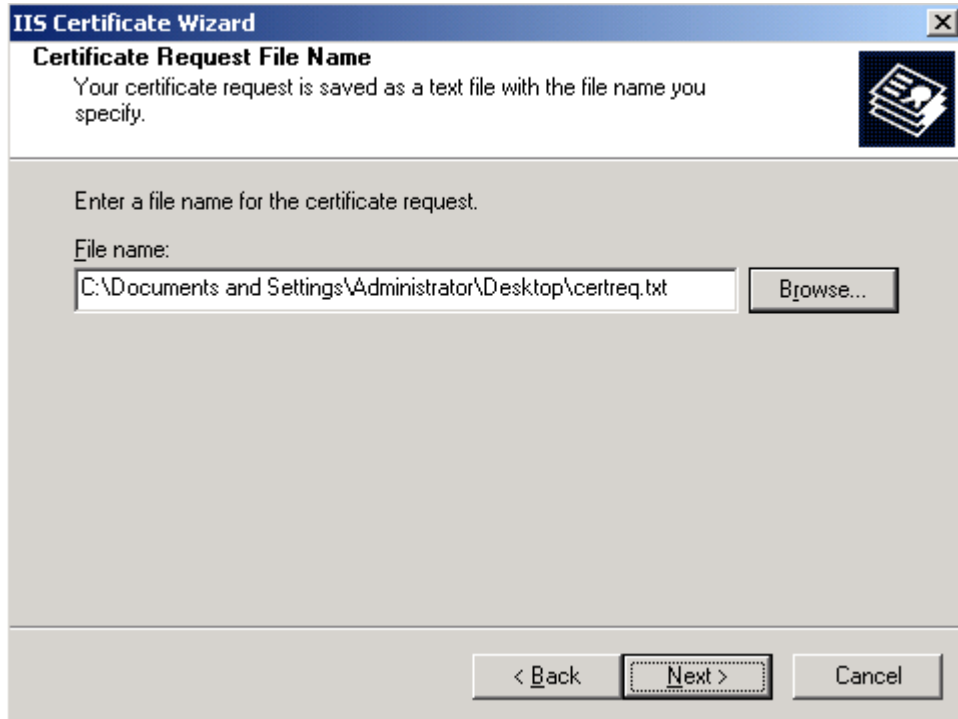 IIS Certificate Wizard
Certificate Request File Name
Your certificate request is saved as a text file with the file name you
specify.
Enter a file name for the certificate request.
File name:
C:\Documents and Settings\Administrator\Desktop\certreq.txt
Browse...
< Back
Next >
Cancel